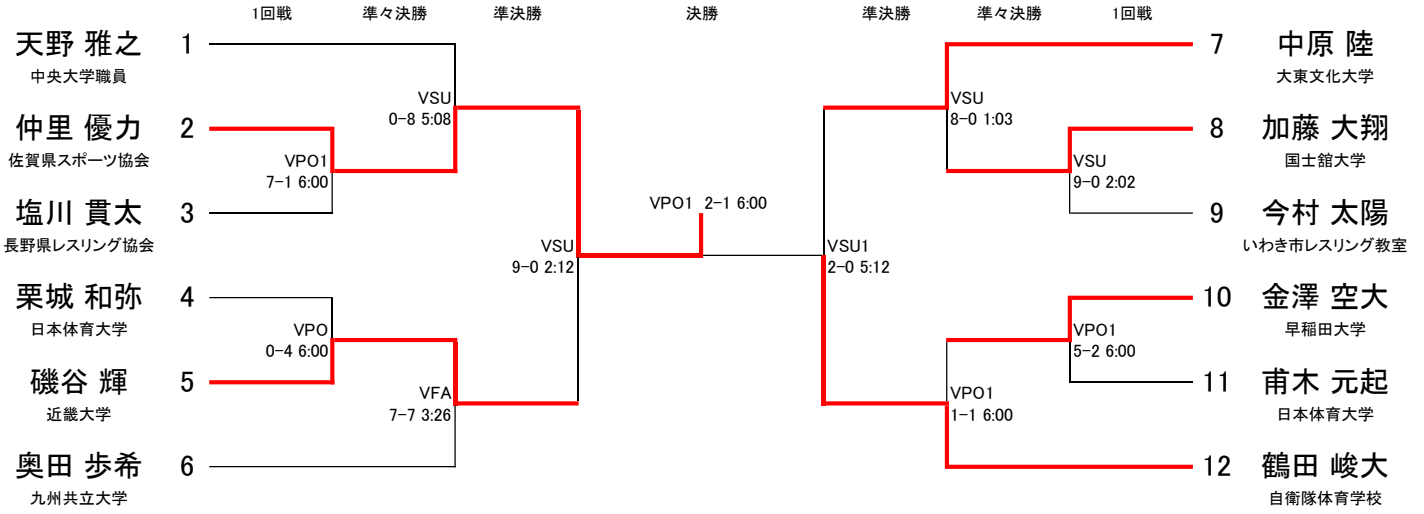 1回戦 準々決勝 準決勝 決勝 準決勝 準々決勝 1回戦
天野 雅之 1
中央大学職員
仲里 優力 2
佐賀県スポーツ協会
塩川 貫太 3
長野県レスリング協会
栗城 和弥 4
日本体育大学
磯谷 輝 5
近畿大学
奥田 歩希 6
九州共立大学
VPO1
7-1 6:00
VPO
0-4 6:00
VSU
0-8 5:08
VFA
7-7 3:26
VSU
9-0 2:12
VPO1 2-1 6:00
VSU1
2-0 5:12
VSU
8-0 1:03
VPO1
1-1 6:00
VSU
9-0 2:02
VPO1
5-2 6:00
7 中原 陸
大東文化大学
8 加藤 大翔
国士舘大学
9 今村 太陽
いわき市レスリング教室
10 金澤 空大
早稲田大学
11 甫木 元起
日本体育大学
12 鶴田 峻大
自衛隊体育学校